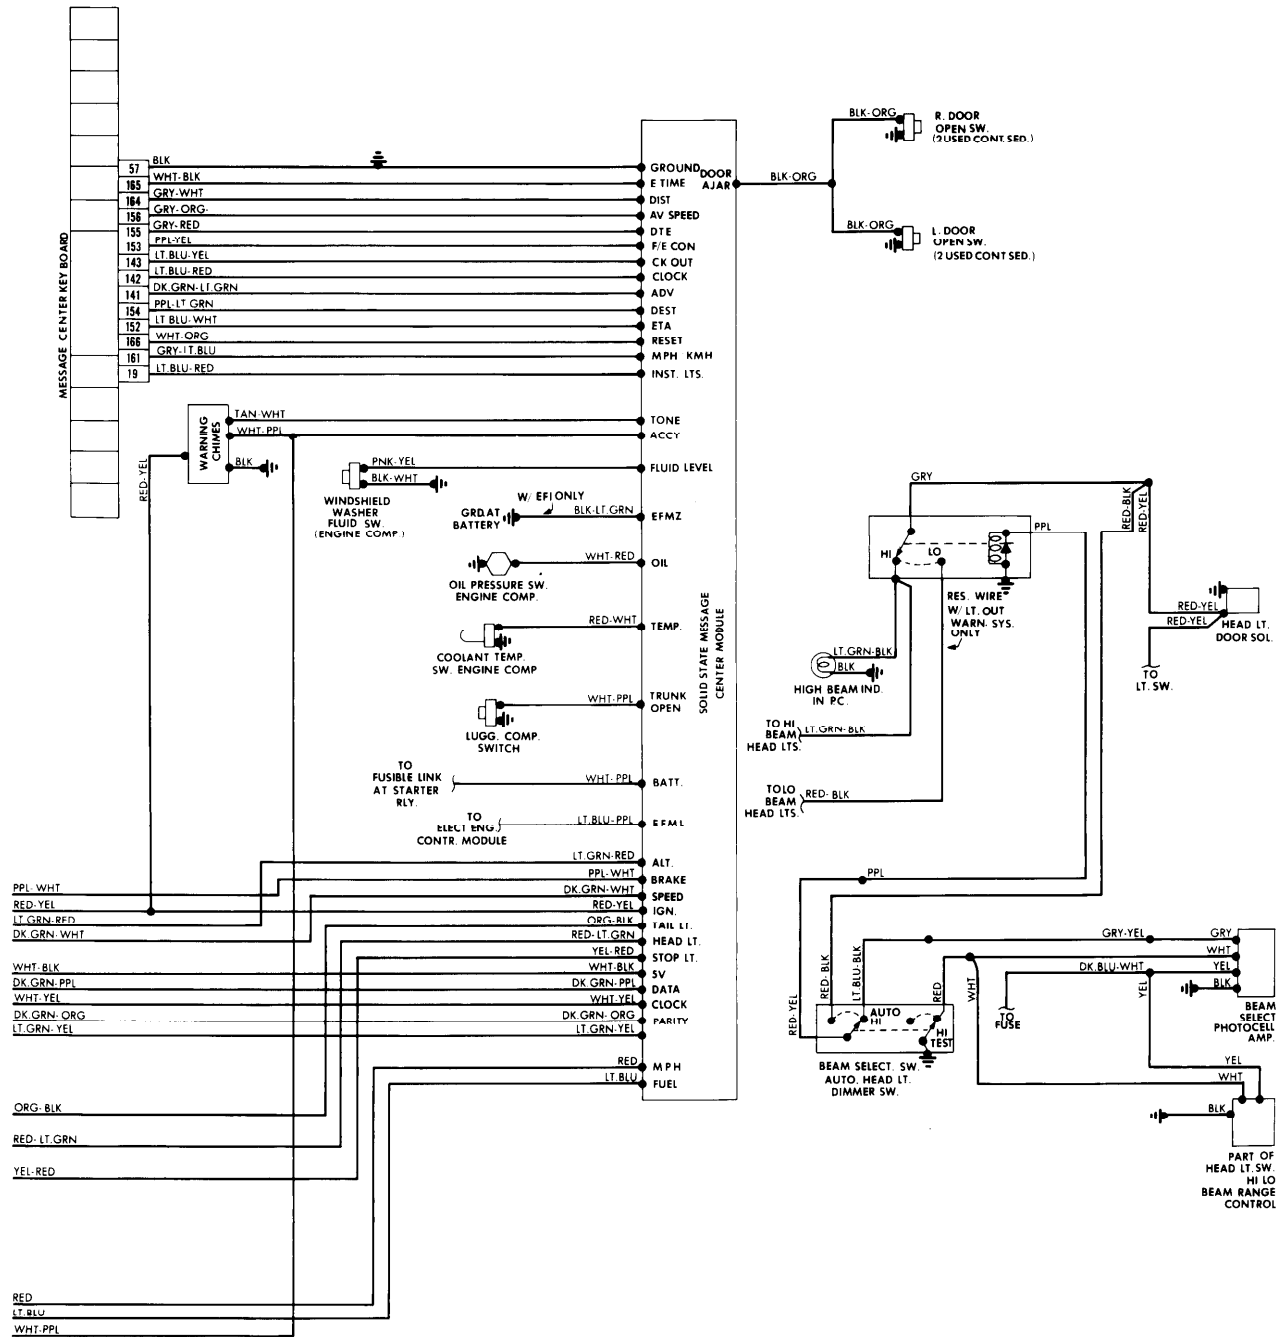 MESSAGE CENTER KEY BOARD
57 BLK
165 WHT-BLK
164 GRY-WHT
156 GRY-ORG-
155 GRY-RED
153 PPL-YEL
143 LT.BLU-YEL
142 LT.BLU-RED
141 DK.GRN-LT.GRN
154 PPL-LT GRN
152 LT BLU-WHT
166 WHT-ORG
161 GRY-LT.BLU
19 LT.BLU-RED
GROUND
E TIME
DIST
AV SPEED
DTE
F/E CON
CK OUT
CLOCK
ADV
DEST
ETA
RESET
MPH KMH
INST. LTS.
DOOR
AJAR
BLK-ORG
BLK-ORG
R. DOOR
OPEN SW.
(2 USED CONT. SED.)
BLK-ORG
L. DOOR
OPEN SW.
(2 USED CONT SED.)
WARNING
CHIMES
TAN-WHT
WHT-PPL
BLK
RED-YEL
TONE
ACCY
PNK-YEL
BLK-WHT
FLUID LEVEL
WINDSHIELD
WASHER
FLUID SW.
(ENGINE COMP.)
W/ EFI ONLY
GRD.AT
BATTERY
BLK-LT.GRN
EFMZ
WHT-RED
OIL
OIL PRESSURE SW.
ENGINE COMP.
RED-WHT
TEMP.
COOLANT TEMP.
SW. ENGINE COMP
WHT-PPL
TRUNK
OPEN
LUGG. COMP.
SWITCH
SOLID STATE MESSAGE
CENTER MODULE
TO
FUSIBLE LINK
AT STARTER
RLY.
WHT-PPL
BATT.
TO
ELECT ENG.
CONTR. MODULE
LT.BLU-PPL
EFML
LT.GRN-RED
ALT.
PPL-WHT
BRAKE
DK.GRN-WHT
SPEED
RED-YEL
IGN.
ORG-BLK
TAIL LT.
RED-LT.GRN
HEAD LT.
YEL-RED
STOP LT.
WHT-BLK
5V
DK.GRN-PPL
DATA
WHT-YEL
CLOCK
DK.GRN-ORG
PARITY
LT.GRN-YEL
RED
MPH
LT.BLU
FUEL
PPL-WHT
RED-YEL
LT GRN-RED
DK.GRN-WHT
WHT-BLK
DK.GRN-PPL
WHT-YEL
DK.GRN-ORG
LT.GRN-YEL
ORG-BLK
RED-LT.GRN
YEL-RED
RED
LT.BLU
WHT-PPL
GRY
RED-BLK
RED-YEL
PPL
HI
LO
RES. WIRE
W/ LT. OUT
WARN. SYS.
ONLY
RED-YEL
RED-YEL
HEAD LT.
DOOR SOL.
TO
LT. SW.
LT.GRN-BLK
BLK
HIGH BEAM IND.
IN P.C.
TO HI
BEAM
HEAD LTS.
LT.GRN-BLK
TO LO
BEAM
HEAD LTS.
RED-BLK
PPL
RED-YEL
RED-BLK
LT.BLU-BLK
RED
WHT
AUTO
HI
HI
TEST
BEAM SELECT. SW.
AUTO. HEAD LT.
DIMMER SW.
GRY-YEL
GRY
WHT
DK.BLU-WHT
YEL
BLK
YEL
TO
FUSE
BEAM
SELECT
PHOTOCELL
AMP.
YEL
WHT
BLK
PART OF
HEAD LT. SW.
HI LO
BEAM RANGE
CONTROL